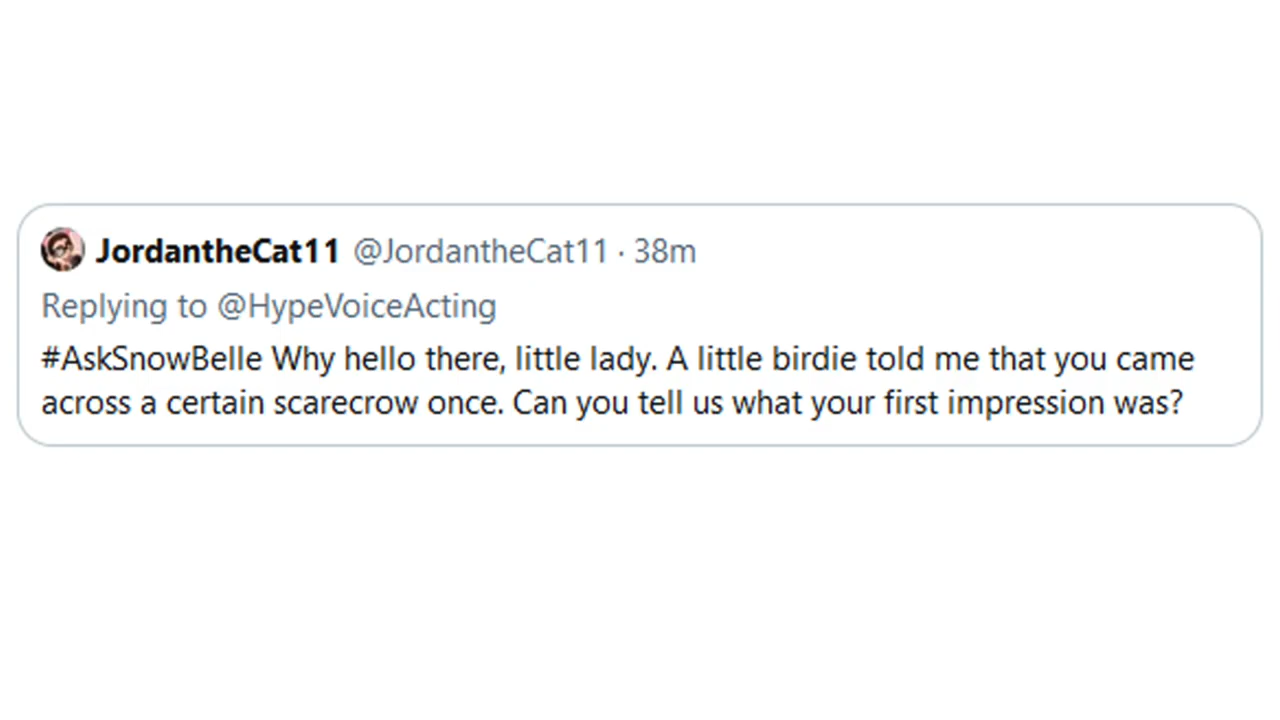 JordantheCat11 @JordantheCat11 · 38m
Replying to @HypeVoiceActing
#AskSnowBelle Why hello there, little lady. A little birdie told me that you came
across a certain scarecrow once. Can you tell us what your first impression was?